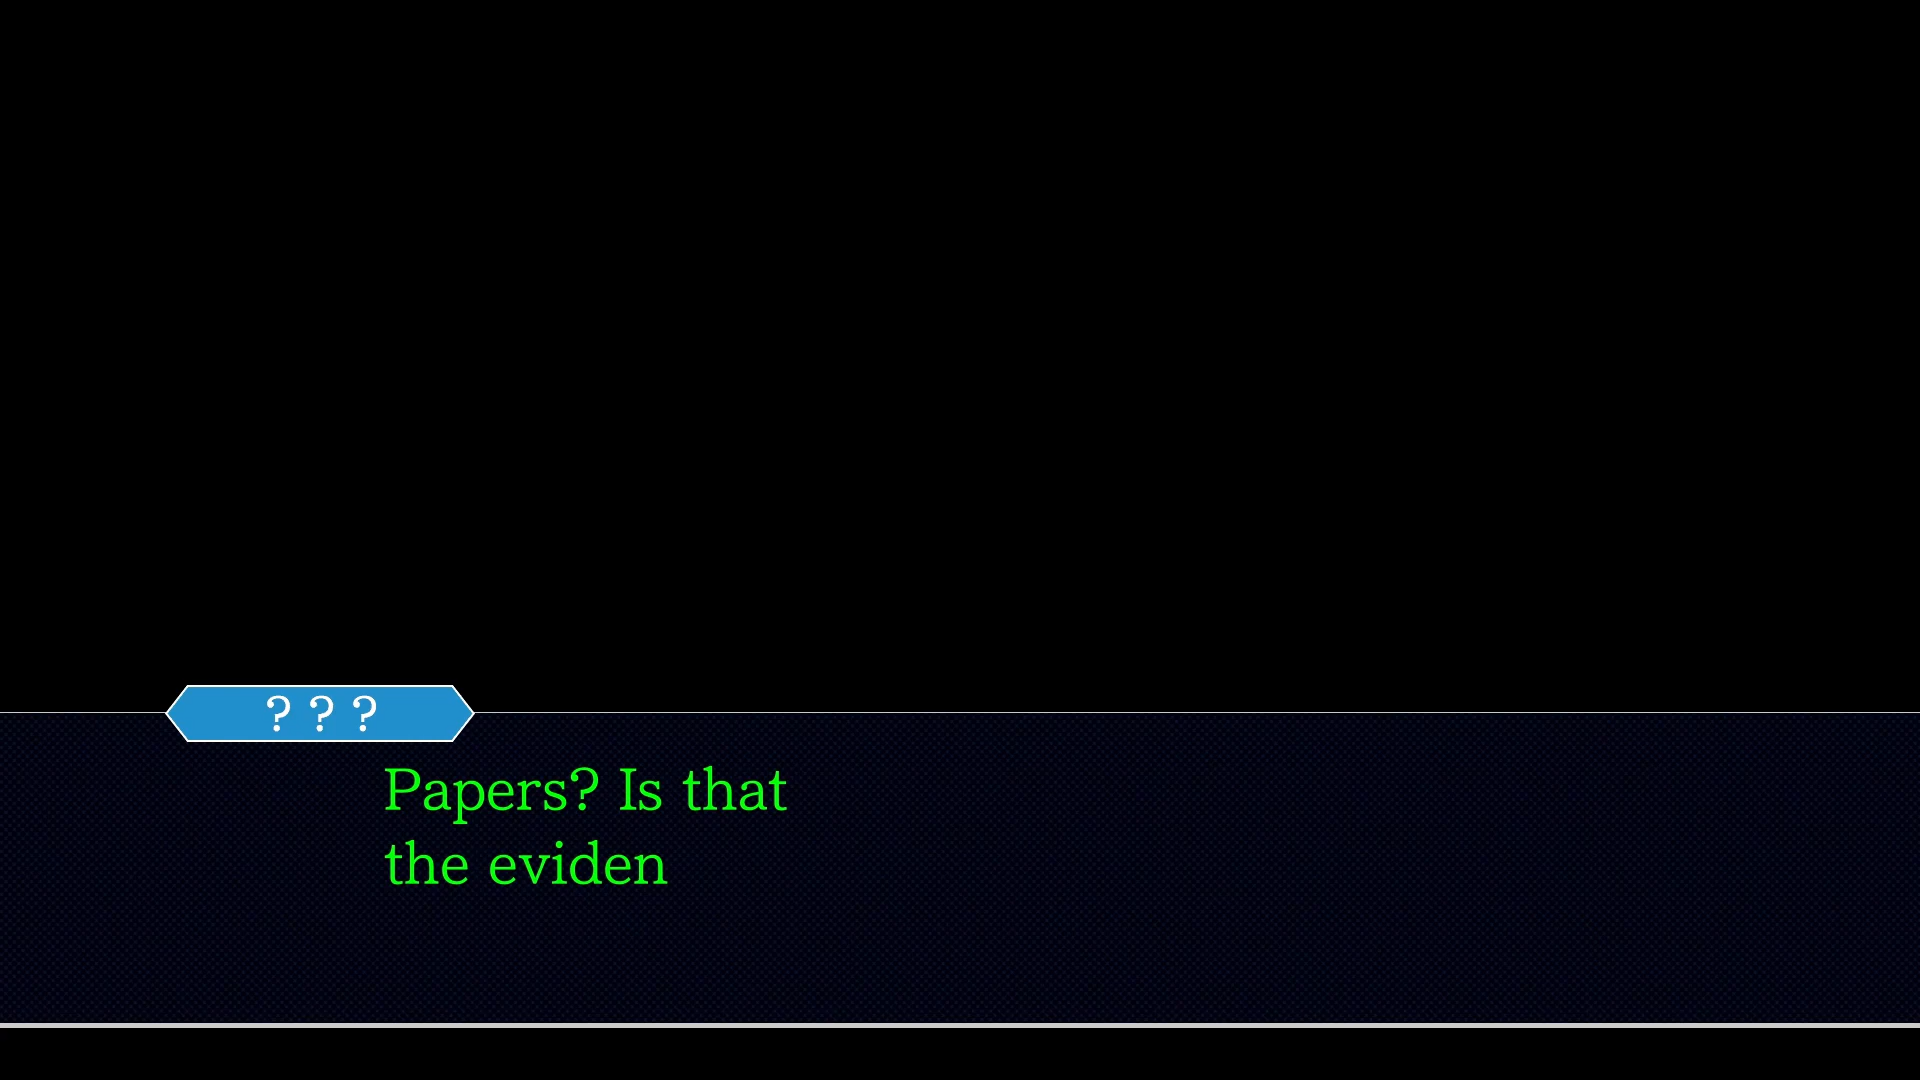 ? ? ?
Papers? Is that
the eviden